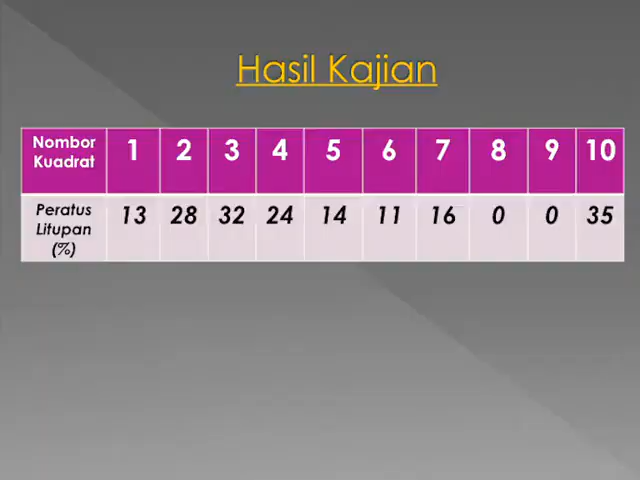 Hasil Kajian
Nombor Kuadrat 1 2 3 4 5 6 7 8 9 10
Peratus Litupan (%) 13 28 32 24 14 11 16 0 0 35